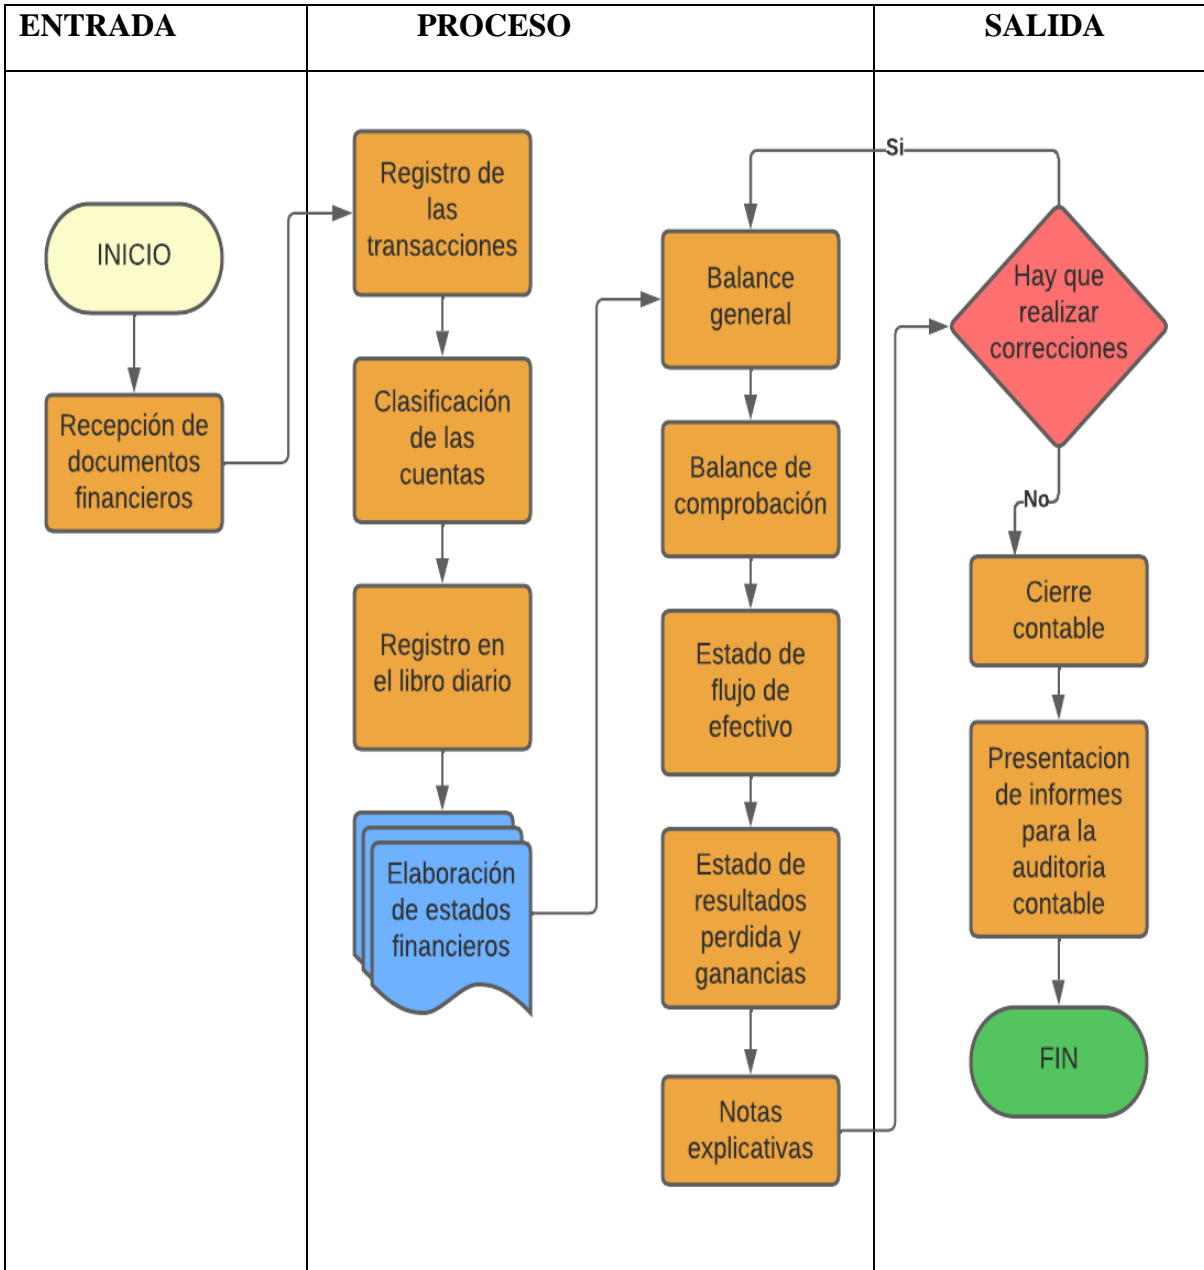 ENTRADA
PROCESO
SALIDA
INICIO
Recepción de
documentos
financieros
Registro de
las
transacciones
Clasificación
de las
cuentas
Registro en
el libro diario
Elaboración
de estados
financieros
Balance
general
Balance de
comprobación
Estado de
flujo de
efectivo
Estado de
resultados
perdida y
ganancias
Notas
explicativas
Si
Hay que
realizar
correcciones
No
Cierre
contable
Presentacion
de informes
para la
auditoria
contable
FIN